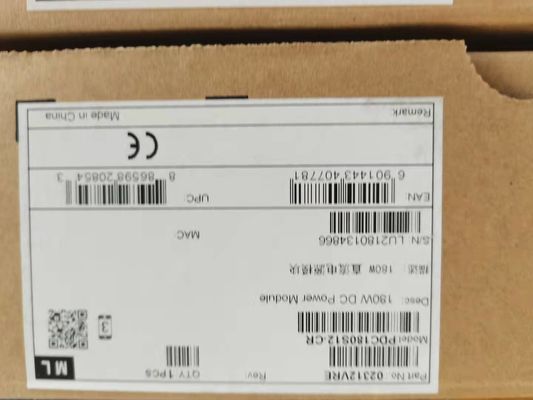 Part No: 02312VRE
Rev:
QTY: 1PCS
M L
Model:PDC180S12-CR
3
Desc: 180W DC Power Module
描述: 180W 直流电源模块
MAC:
S/N: LU2180134866
EAN:
6 901443 407781
UPC:
8 86598 20854 3
CE
Remark:
Made in China